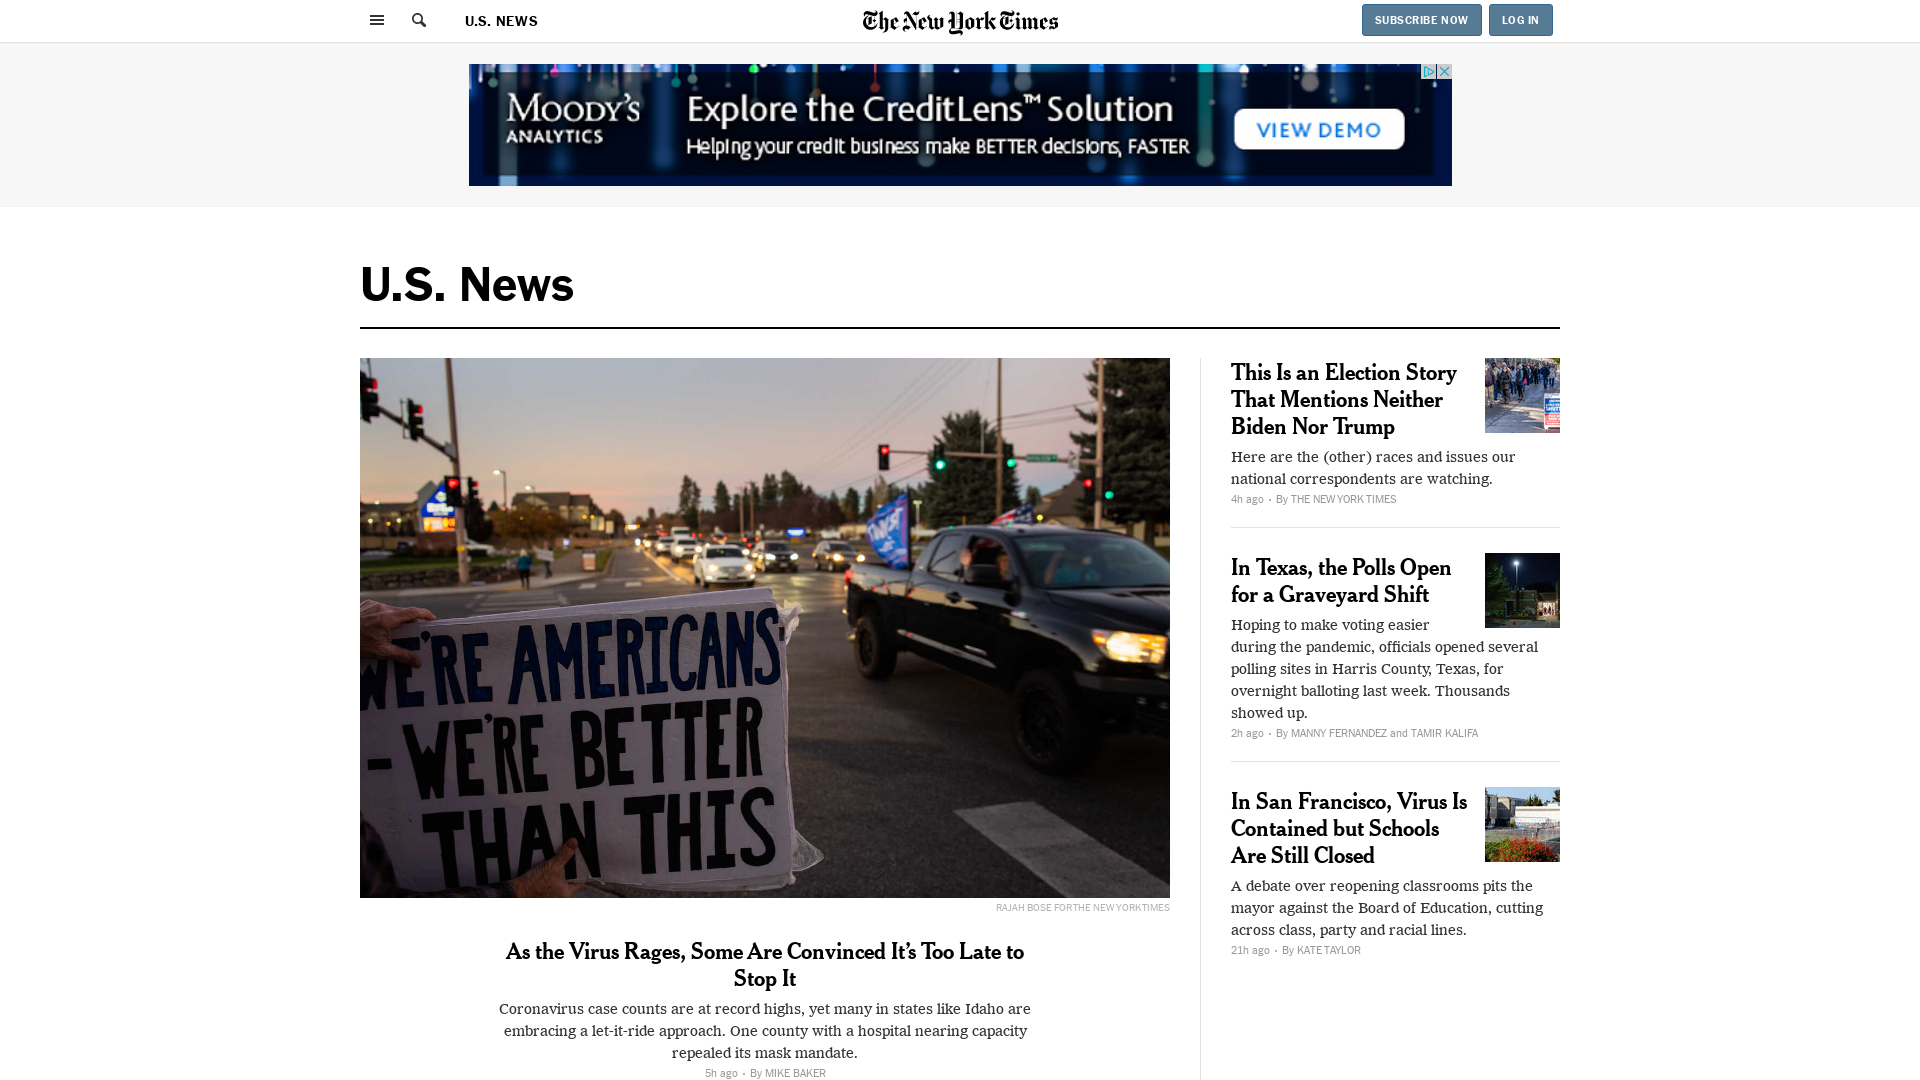 U.S. NEWS
The New York Times
SUBSCRIBE NOW
LOG IN
MOODY'S
ANALYTICS
Explore the CreditLens™ Solution
Helping your credit business make BETTER decisions, FASTER
VIEW DEMO
U.S. News
WE'RE AMERICANS
- WE'RE BETTER
THAN THIS
RAJAH BOSE FOR THE NEW YORK TIMES
As the Virus Rages, Some Are Convinced It’s Too Late to
Stop It
Coronavirus case counts are at record highs, yet many in states like Idaho are
embracing a let-it-ride approach. One county with a hospital nearing capacity
repealed its mask mandate.
5h ago · By MIKE BAKER
This Is an Election Story
That Mentions Neither
Biden Nor Trump
Here are the (other) races and issues our
national correspondents are watching.
4h ago · By THE NEW YORK TIMES
In Texas, the Polls Open
for a Graveyard Shift
Hoping to make voting easier
during the pandemic, officials opened several
polling sites in Harris County, Texas, for
overnight balloting last week. Thousands
showed up.
2h ago · By MANNY FERNANDEZ and TAMIR KALIFA
In San Francisco, Virus Is
Contained but Schools
Are Still Closed
A debate over reopening classrooms pits the
mayor against the Board of Education, cutting
across class, party and racial lines.
21h ago · By KATE TAYLOR